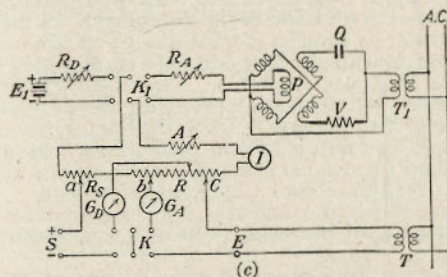 A.C.
R_D R_A Q
+ E_1 - K_1 P T_1
V
A I
a R_S b R C
G_D G_A
+ S - K E T
(c)